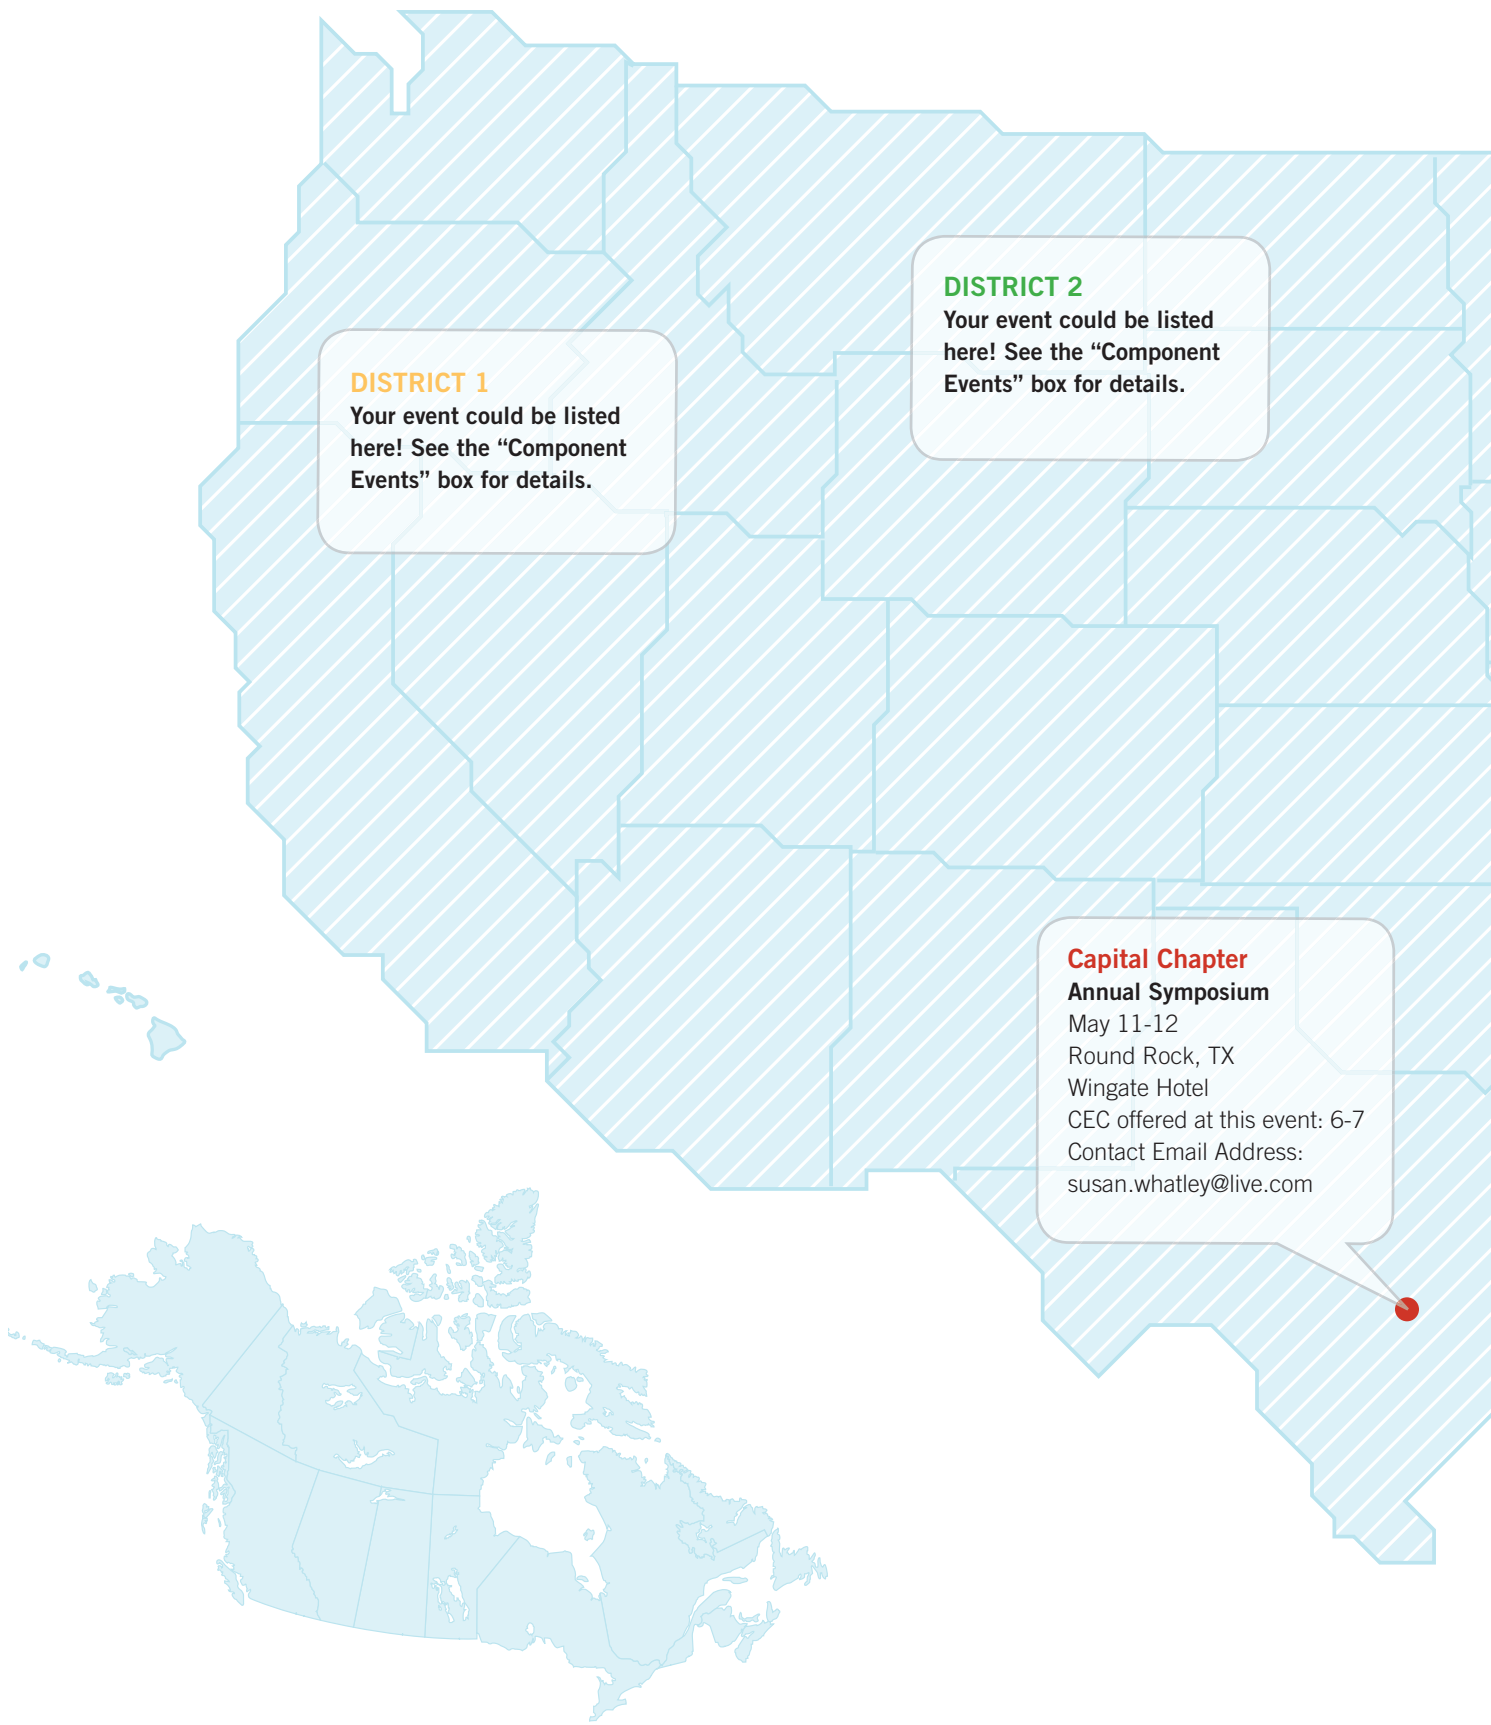 DISTRICT 2
Your event could be listed
here! See the “Component
Events” box for details.
DISTRICT 1
Your event could be listed
here! See the “Component
Events” box for details.
Capital Chapter
Annual Symposium
May 11-12
Round Rock, TX
Wingate Hotel
CEC offered at this event: 6-7
Contact Email Address:
susan.whatley@live.com